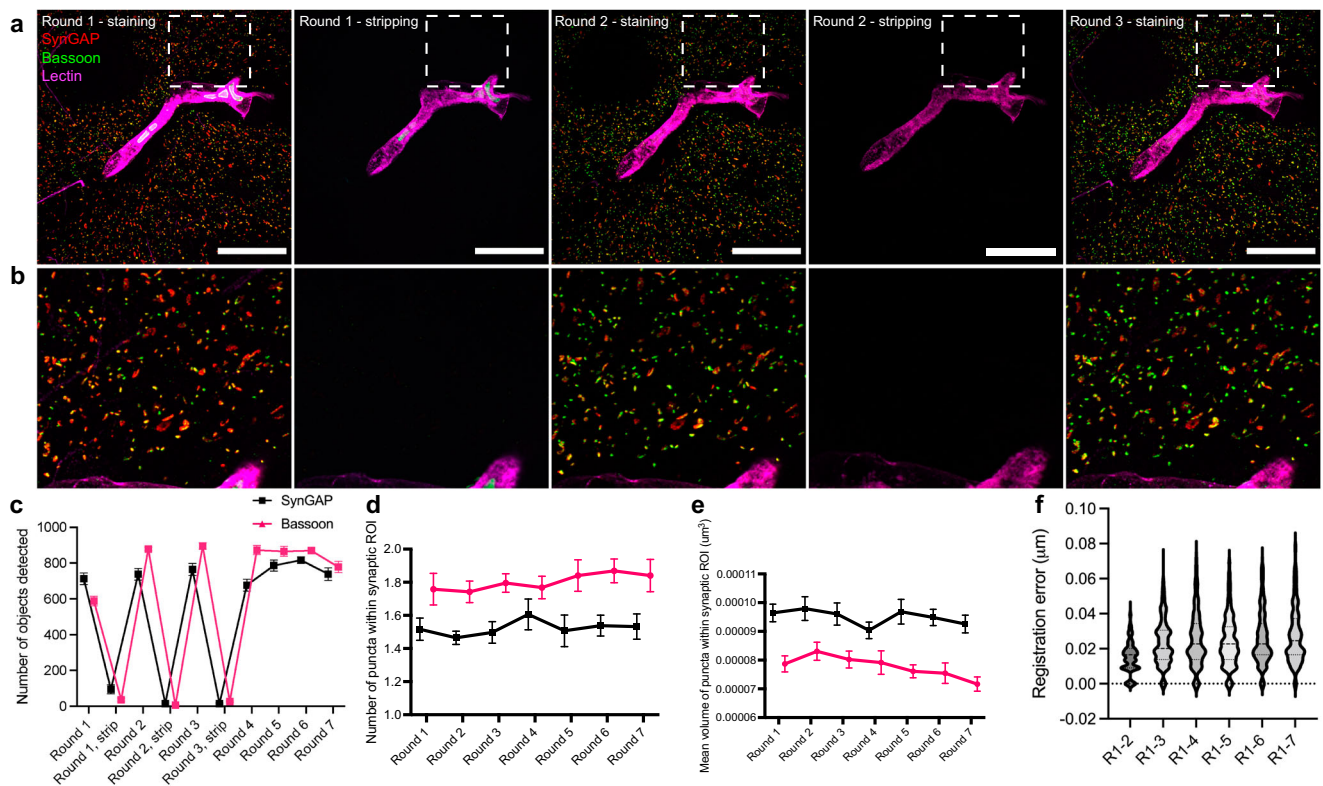 a
Round 1 - staining
SynGAP
Bassoon
Lectin
Round 1 - stripping
Round 2 - staining
Round 2 - stripping
Round 3 - staining
b
c
SynGAP
Bassoon
Number of objects detected
1000
800
600
400
200
0
Round 1
Round 1, strip
Round 2
Round 2, strip
Round 3
Round 3, strip
Round 4
Round 5
Round 6
Round 7
d
Number of puncta within synaptic ROI
2.0
1.8
1.6
1.4
1.2
1.0
Round 1
Round 2
Round 3
Round 4
Round 5
Round 6
Round 7
e
Mean volume of puncta within synaptic ROI (um³)
0.00011
0.00010
0.00009
0.00008
0.00007
0.00006
Round 1
Round 2
Round 3
Round 4
Round 5
Round 6
Round 7
f
Registration error (μm)
0.10
0.08
0.06
0.04
0.02
0.00
-0.02
R1-2
R1-3
R1-4
R1-5
R1-6
R1-7